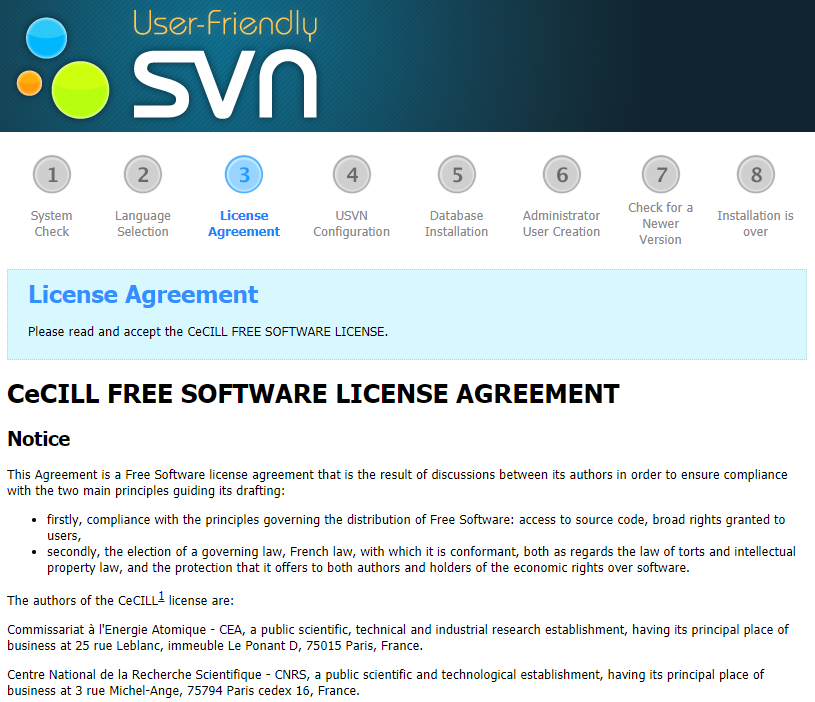 User-Friendly
SVN
1 2 3 4 5 6 7 8
System Check
Language Selection
License Agreement
USVN Configuration
Database Installation
Administrator User Creation
Check for a Newer Version
Installation is over
License Agreement
Please read and accept the CeCILL FREE SOFTWARE LICENSE.
CeCILL FREE SOFTWARE LICENSE AGREEMENT
Notice
This Agreement is a Free Software license agreement that is the result of discussions between its authors in order to ensure compliance
with the two main principles guiding its drafting:
• firstly, compliance with the principles governing the distribution of Free Software: access to source code, broad rights granted to
users,
• secondly, the election of a governing law, French law, with which it is conformant, both as regards the law of torts and intellectual
property law, and the protection that it offers to both authors and holders of the economic rights over software.
The authors of the CeCILL1 license are:
Commissariat à l'Energie Atomique - CEA, a public scientific, technical and industrial research establishment, having its principal place of
business at 25 rue Leblanc, immeuble Le Ponant D, 75015 Paris, France.
Centre National de la Recherche Scientifique - CNRS, a public scientific and technological establishment, having its principal place of
business at 3 rue Michel-Ange, 75794 Paris cedex 16, France.